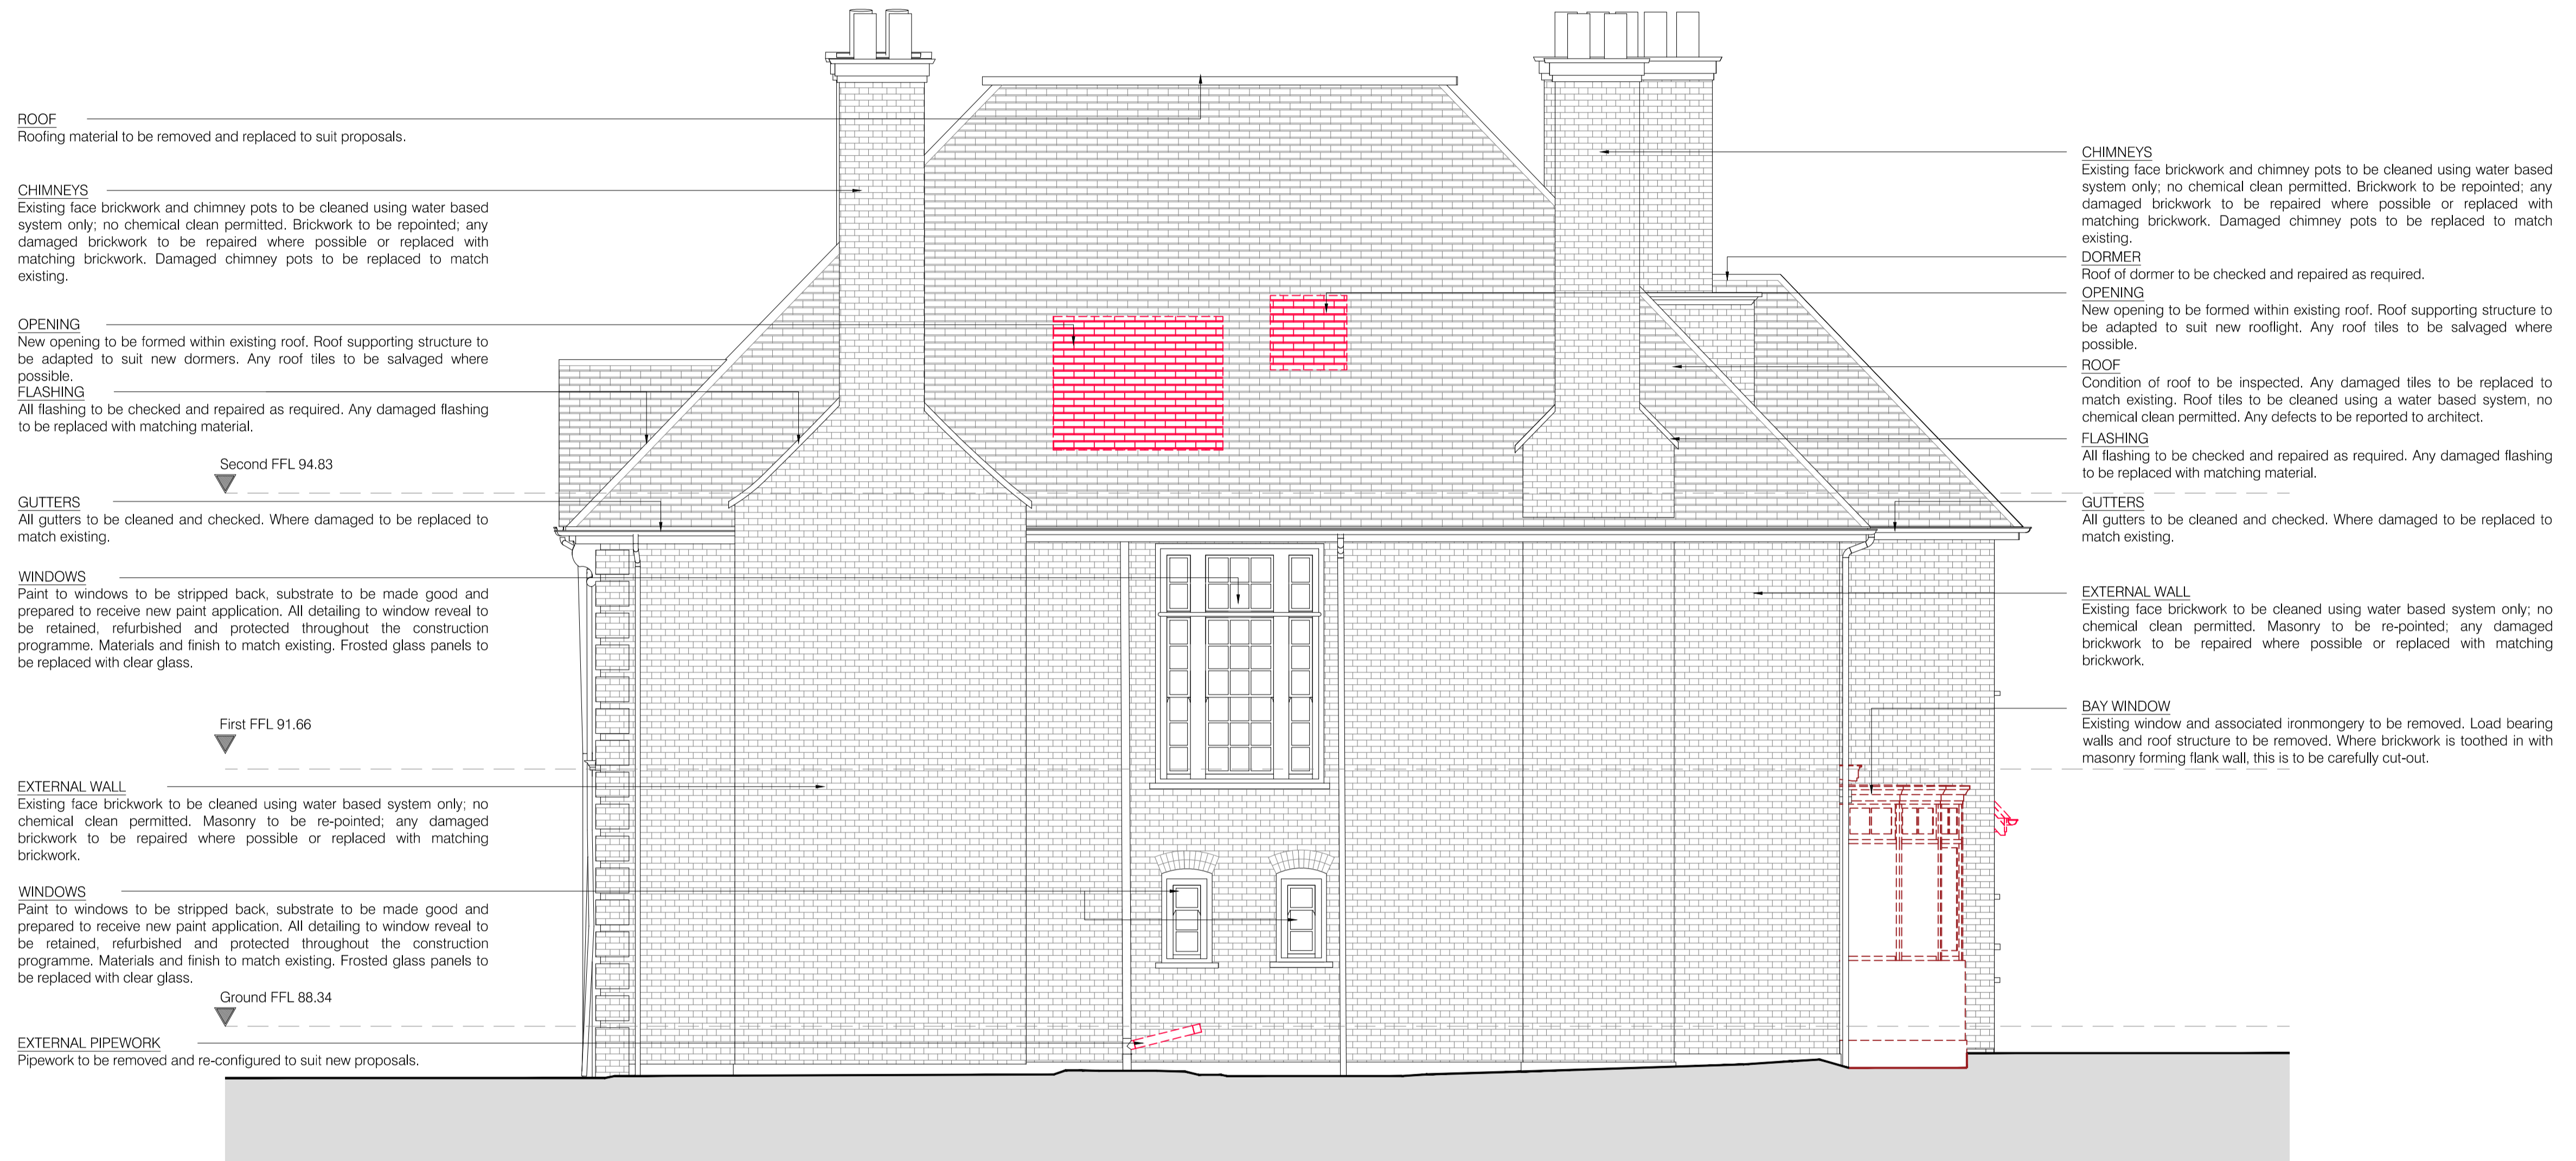 ROOF
Roofing material to be removed and replaced to suit proposals.
CHIMNEYS
Existing face brickwork and chimney pots to be cleaned using water based
system only; no chemical clean permitted. Brickwork to be repointed; any
damaged brickwork to be repaired where possible or replaced with
matching brickwork. Damaged chimney pots to be replaced to match
existing.
OPENING
New opening to be formed within existing roof. Roof supporting structure to
be adapted to suit new dormers. Any roof tiles to be salvaged where
possible.
FLASHING
All flashing to be checked and repaired as required. Any damaged flashing
to be replaced with matching material.
Second FFL 94.83
GUTTERS
All gutters to be cleaned and checked. Where damaged to be replaced to
match existing.
WINDOWS
Paint to windows to be stripped back, substrate to be made good and
prepared to receive new paint application. All detailing to window reveal to
be retained, refurbished and protected throughout the construction
programme. Materials and finish to match existing. Frosted glass panels to
be replaced with clear glass.
First FFL 91.66
EXTERNAL WALL
Existing face brickwork to be cleaned using water based system only; no
chemical clean permitted. Masonry to be re-pointed; any damaged
brickwork to be repaired where possible or replaced with matching
brickwork.
WINDOWS
Paint to windows to be stripped back, substrate to be made good and
prepared to receive new paint application. All detailing to window reveal to
be retained, refurbished and protected throughout the construction
programme. Materials and finish to match existing. Frosted glass panels to
be replaced with clear glass.
Ground FFL 88.34
EXTERNAL PIPEWORK
Pipework to be removed and re-configured to suit new proposals.
CHIMNEYS
Existing face brickwork and chimney pots to be cleaned using water based
system only; no chemical clean permitted. Brickwork to be repointed; any
damaged brickwork to be repaired where possible or replaced with
matching brickwork. Damaged chimney pots to be replaced to match
existing.
DORMER
Roof of dormer to be checked and repaired as required.
OPENING
New opening to be formed within existing roof. Roof supporting structure to
be adapted to suit new rooflight. Any roof tiles to be salvaged where
possible.
ROOF
Condition of roof to be inspected. Any damaged tiles to be replaced to
match existing. Roof tiles to be cleaned using a water based system, no
chemical clean permitted. Any defects to be reported to architect.
FLASHING
All flashing to be checked and repaired as required. Any damaged flashing
to be replaced with matching material.
GUTTERS
All gutters to be cleaned and checked. Where damaged to be replaced to
match existing.
EXTERNAL WALL
Existing face brickwork to be cleaned using water based system only; no
chemical clean permitted. Masonry to be re-pointed; any damaged
brickwork to be repaired where possible or replaced with matching
brickwork.
BAY WINDOW
Existing window and associated ironmongery to be removed. Load bearing
walls and roof structure to be removed. Where brickwork is toothed in with
masonry forming flank wall, this is to be carefully cut-out.